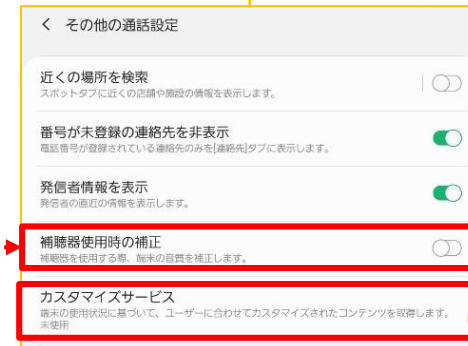 く その他の通話設定
近くの場所を検索
スポットタブに近くの店舗や施設の情報を表示します。
番号が未登録の連絡先を非表示
電話番号が登録されている連絡先のみを[連絡先]タブに表示します。
発信者情報を表示
発信者の直近の情報を表示します。
補聴器使用時の補正
補聴器を使用する際、端末の音質を補正します。
カスタマイズサービス
端末の使用状況に基づいて、ユーザーに合わせてカスタマイズされたコンテンツを取得します。
未使用